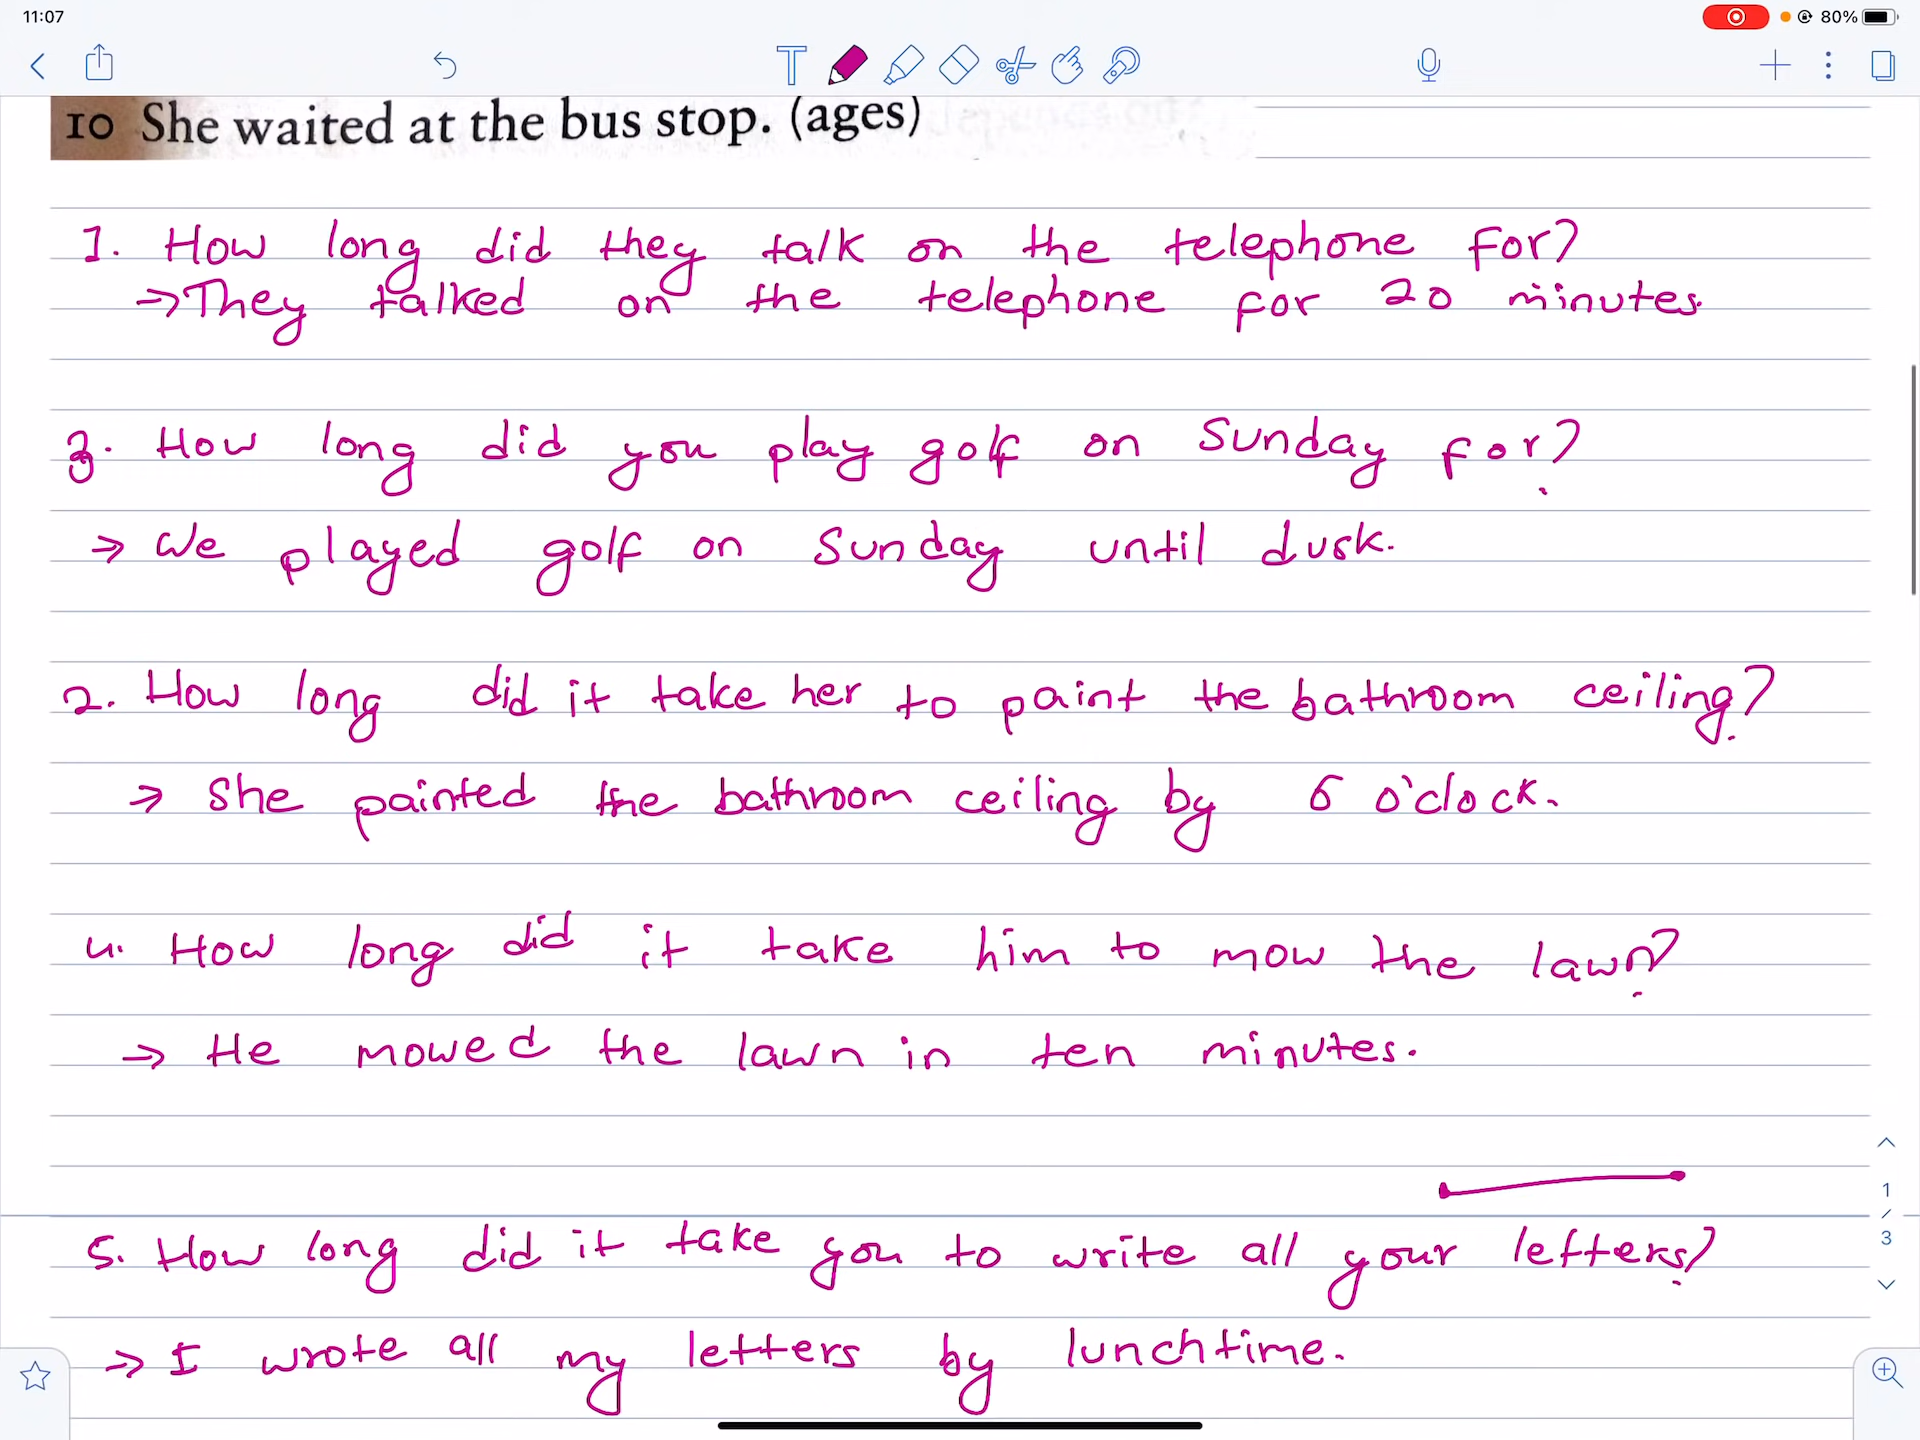 11:07
80%
10 She waited at the bus stop. (ages)
1. How long did they talk on the telephone for?
→ They talked on the telephone for 20 minutes.
3. How long did you play golf on Sunday for?
→ We played golf on Sunday until dusk.
2. How long did it take her to paint the bathroom ceiling?
→ She painted the bathroom ceiling by 6 o'clock.
4. How long did it take him to mow the lawn?
→ He mowed the lawn in ten minutes.
1
/
3
5. How long did it take you to write all your letters?
→ I wrote all my letters by lunchtime.